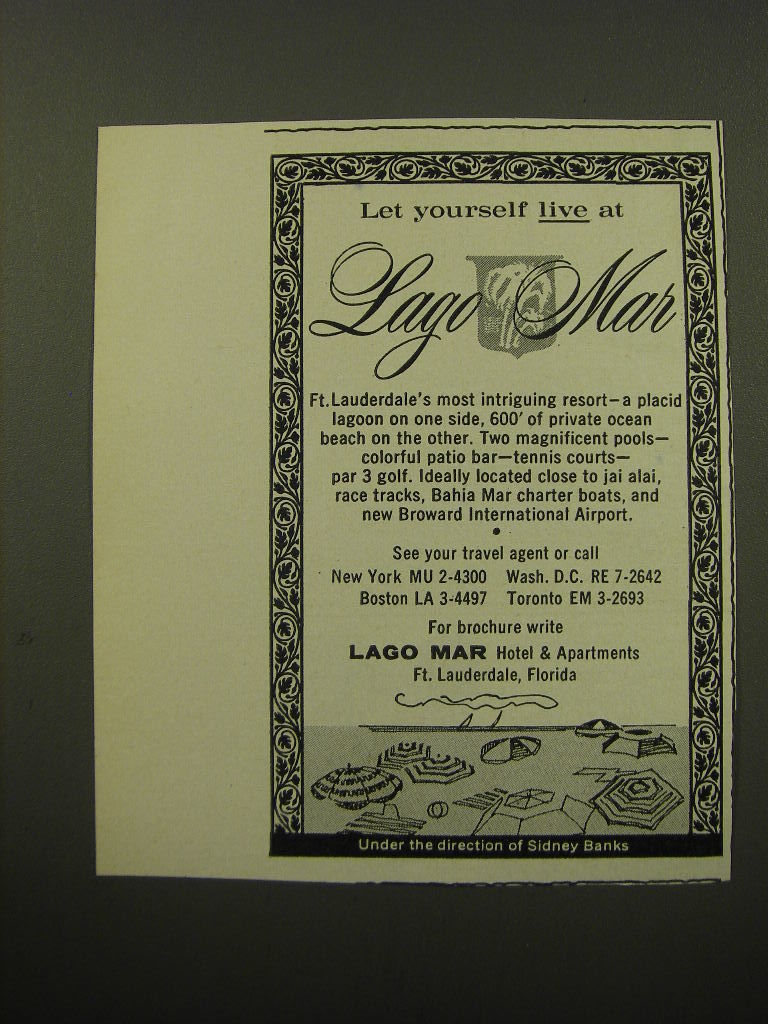 Let yourself live at
Lago Mar
Ft. Lauderdale's most intriguing resort—a placid
lagoon on one side, 600' of private ocean
beach on the other. Two magnificent pools—
colorful patio bar—tennis courts—
par 3 golf. Ideally located close to jai alai,
race tracks, Bahia Mar charter boats, and
new Broward International Airport.
•
See your travel agent or call
New York MU 2-4300 Wash. D.C. RE 7-2642
Boston LA 3-4497 Toronto EM 3-2693
For brochure write
LAGO MAR Hotel & Apartments
Ft. Lauderdale, Florida
Under the direction of Sidney Banks